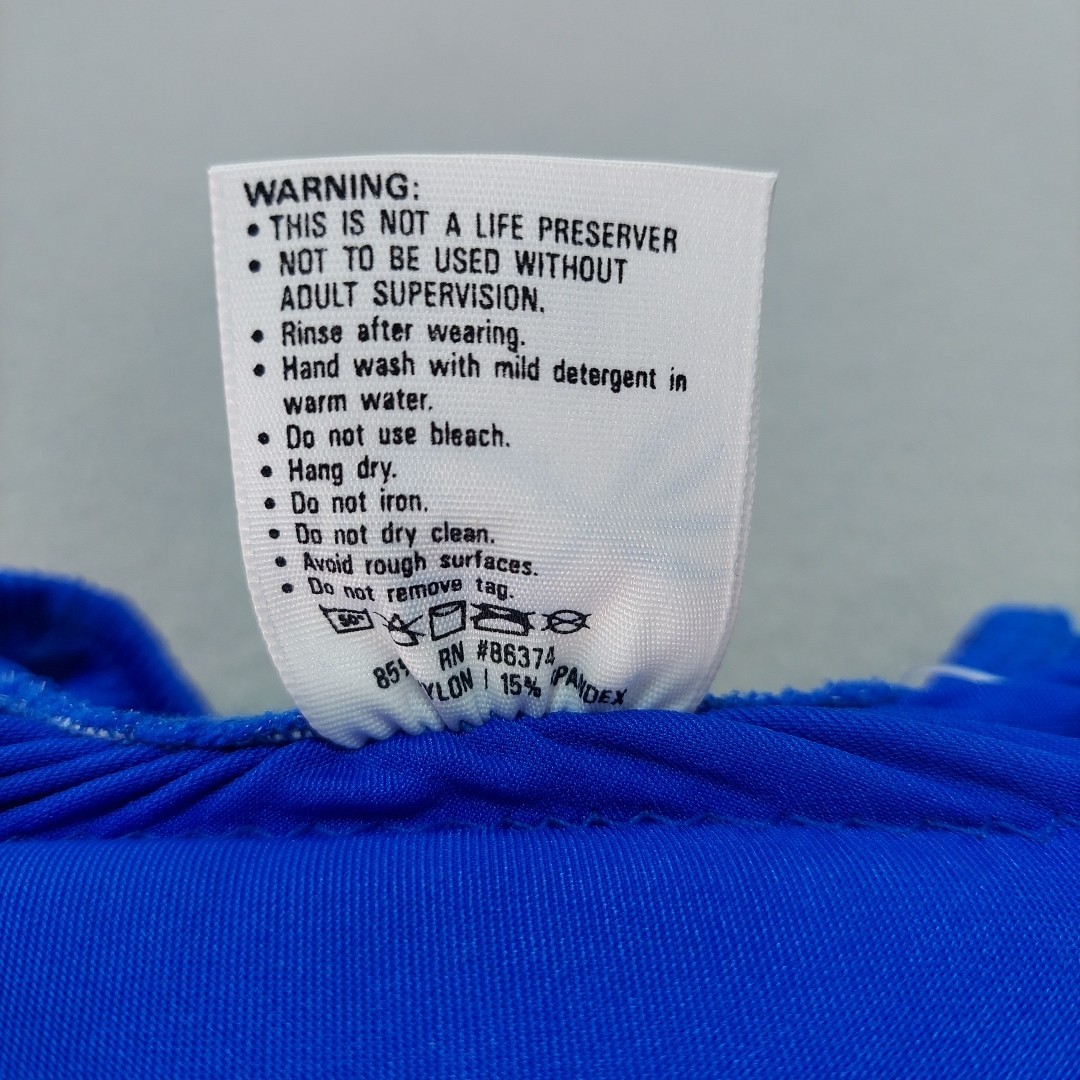 WARNING:
• THIS IS NOT A LIFE PRESERVER
• NOT TO BE USED WITHOUT
ADULT SUPERVISION.
• Rinse after wearing.
• Hand wash with mild detergent in
warm water.
• Do not use bleach.
• Hang dry.
• Do not iron.
• Do not dry clean.
• Avoid rough surfaces.
• Do not remove tag.
50°
RN #86374
15%